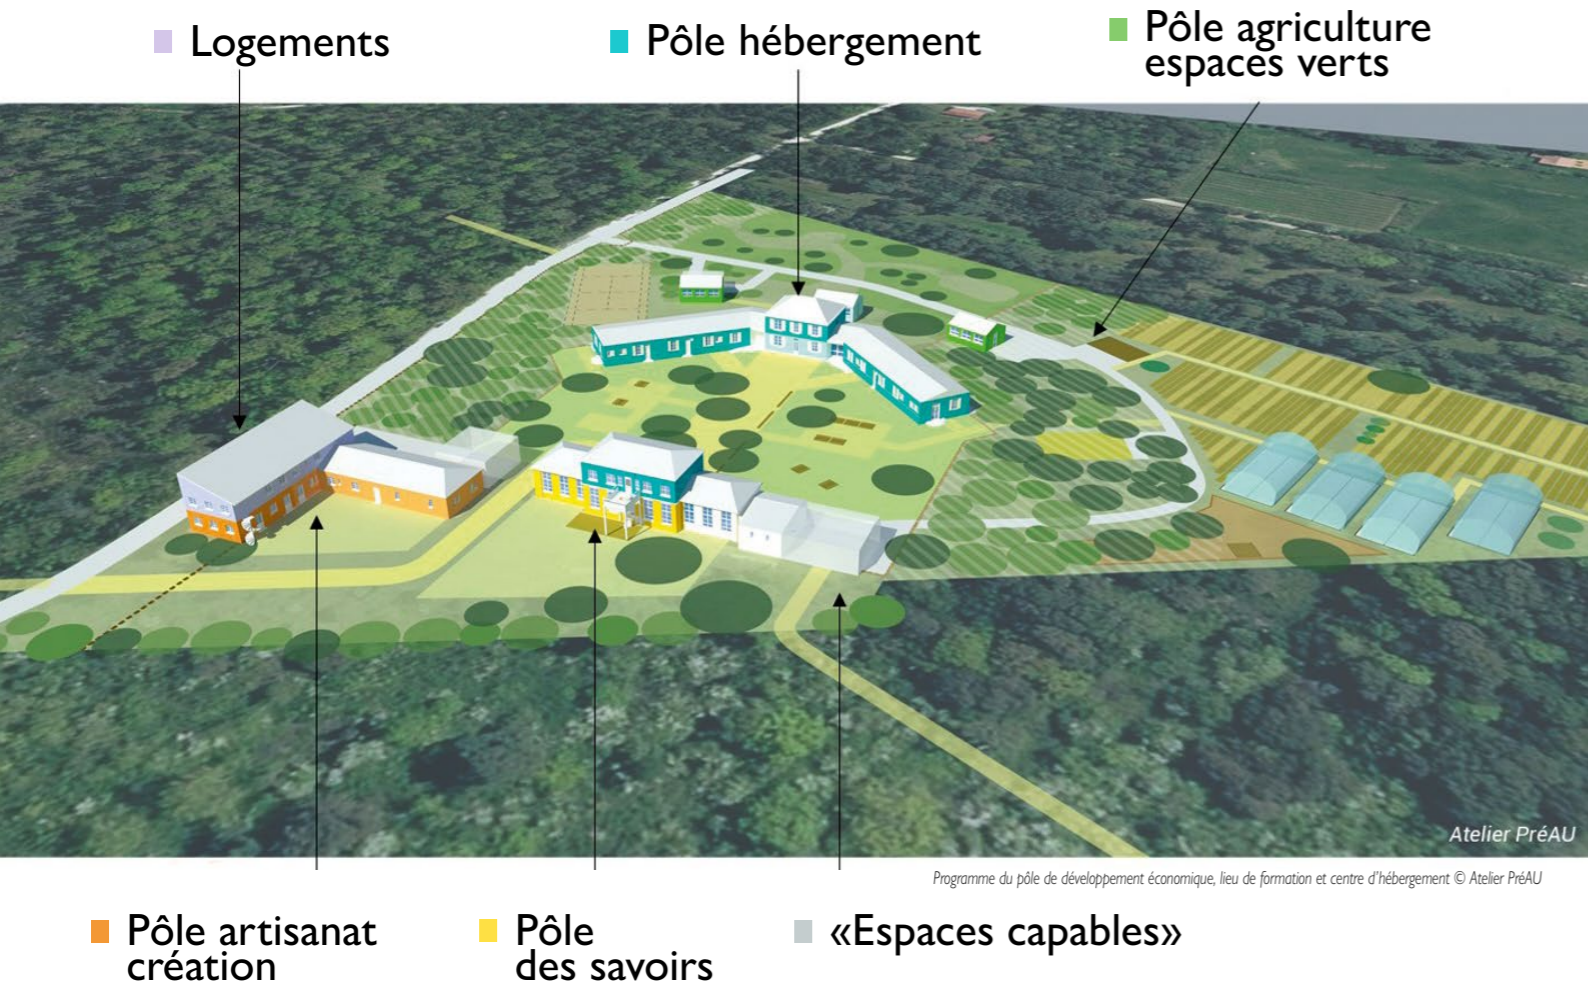 Logements
Pôle hébergement
Pôle agriculture
espaces verts
Atelier PréAU
Programme du pôle de développement économique, lieu de formation et centre d'hébergement © Atelier PréAU
Pôle artisanat
création
Pôle
des savoirs
«Espaces capables»